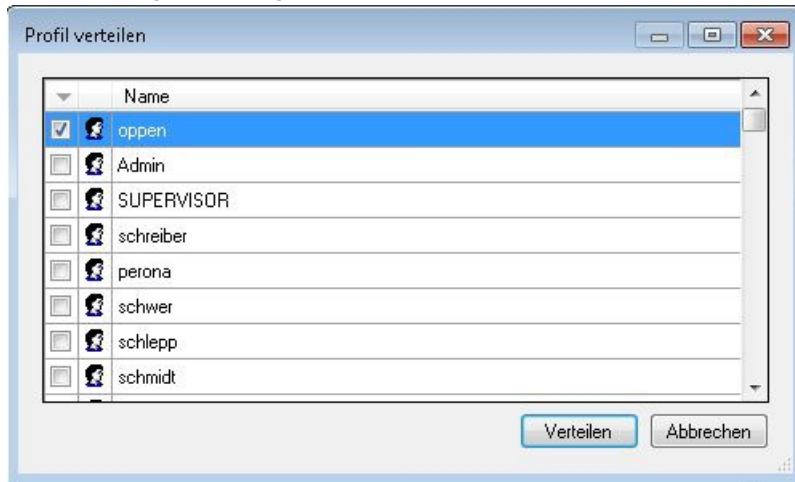 Profil verteilen
Name
oppen
Admin
SUPERVISOR
schreiber
perona
schwer
schlepp
schmidt
Verteilen Abbrechen